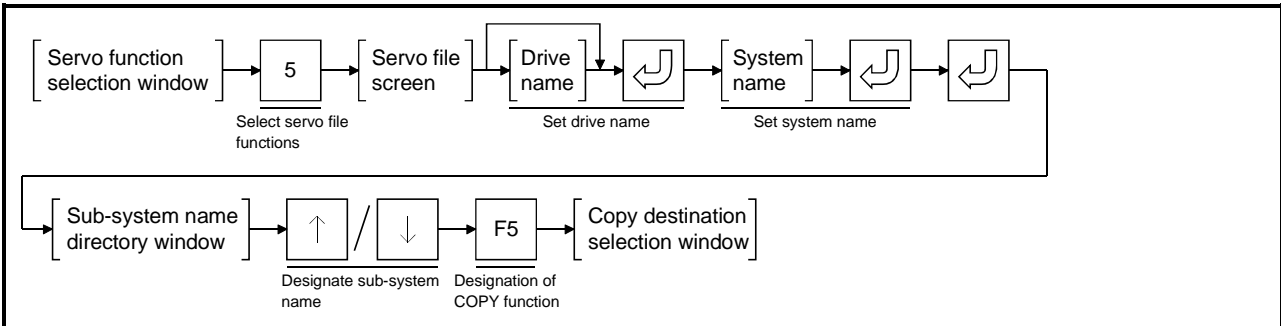 Servo function
selection window
5
Servo file
screen
Drive
name
System
name
Select servo file
functions
Set drive name
Set system name
Sub-system name
directory window
↑ / ↓
F5
Copy destination
selection window
Designate sub-system
name
Designation of
COPY function